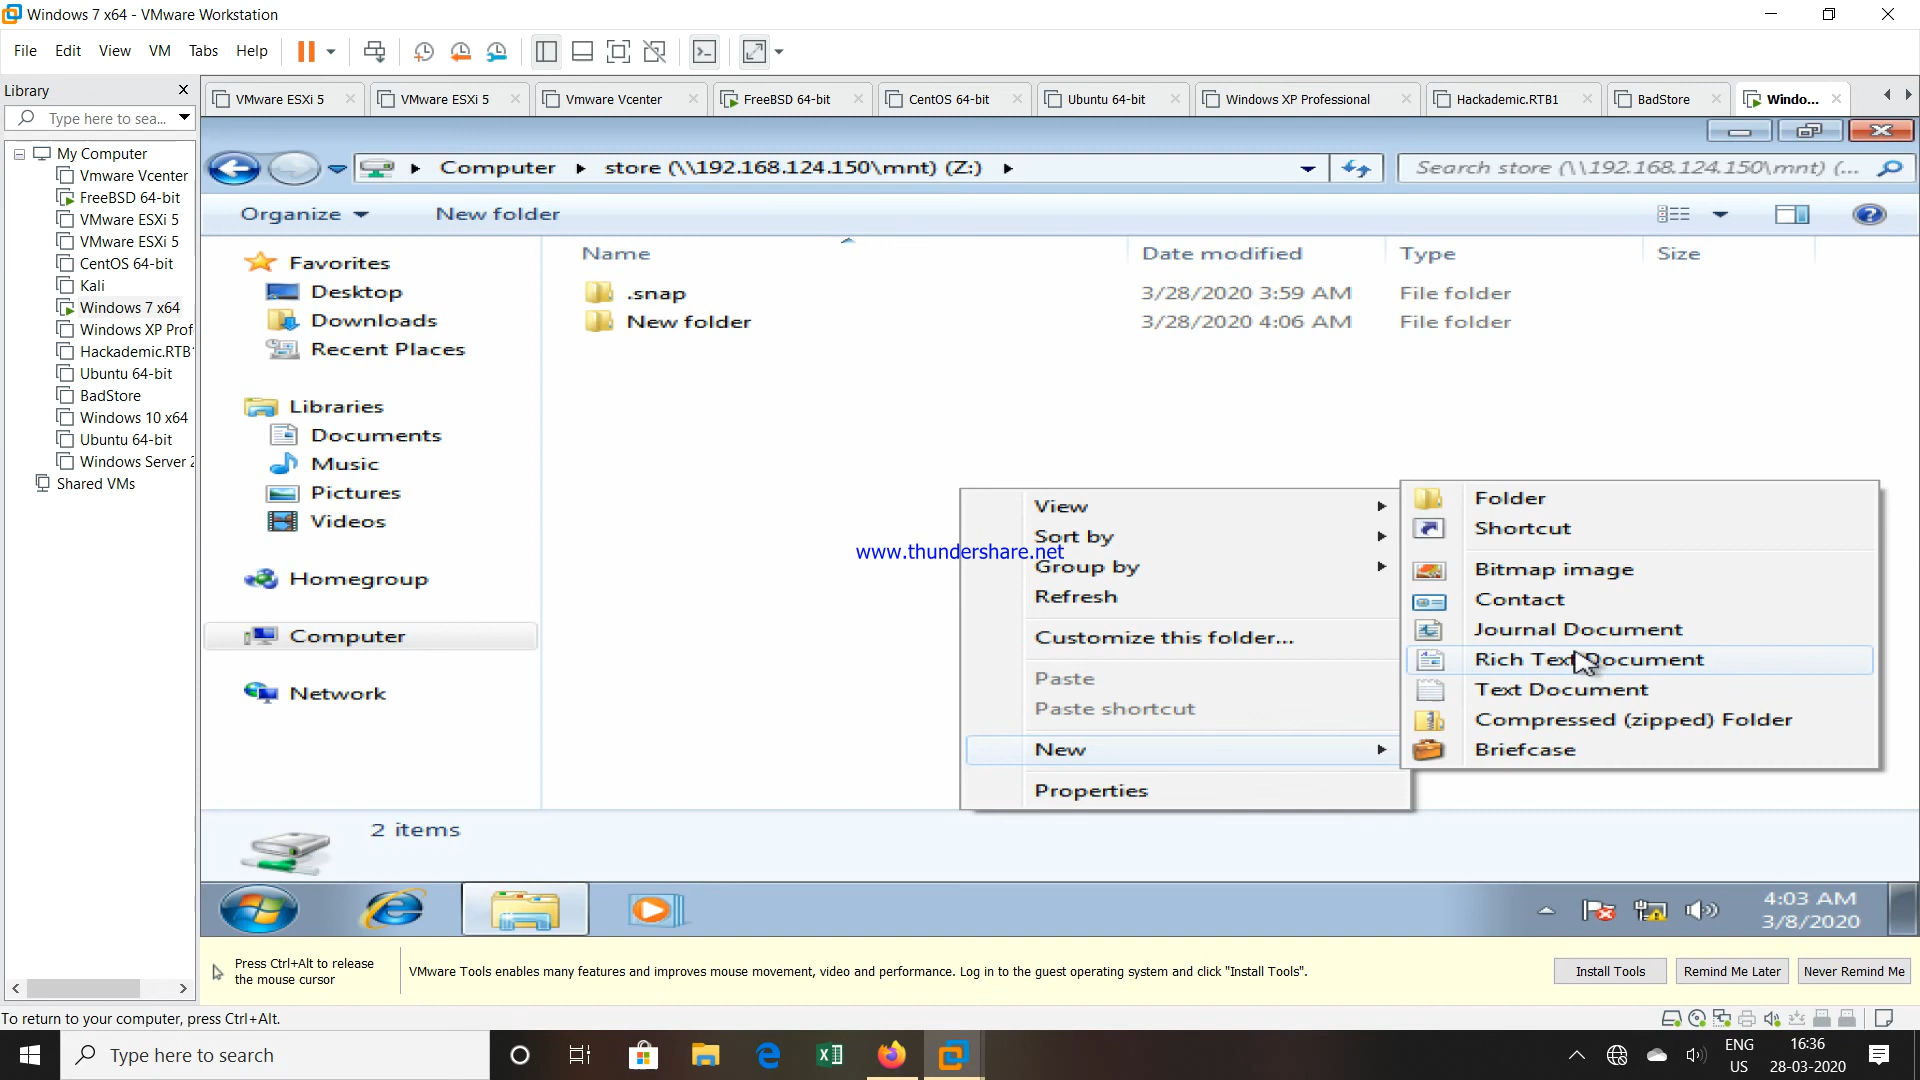 Windows 7 x64 - VMware Workstation
File Edit View VM Tabs Help
Library
Type here to sea...
VMware ESXi 5
VMware ESXi 5
Vmware Vcenter
FreeBSD 64-bit
CentOS 64-bit
Ubuntu 64-bit
Windows XP Professional
Hackademic.RTB1
BadStore
Windo...
My Computer
Vmware Vcenter
FreeBSD 64-bit
VMware ESXi 5
VMware ESXi 5
CentOS 64-bit
Kali
Windows 7 x64
Windows XP Prof
Hackademic.RTB
Ubuntu 64-bit
BadStore
Windows 10 x64
Ubuntu 64-bit
Windows Server 2
Shared VMs
Computer store (\\192.168.124.150\mnt) (Z:)
Search store (\\192.168.124.150\mnt) (...
Organize New folder
Favorites
Desktop
Downloads
Recent Places
Libraries
Documents
Music
Pictures
Videos
Homegroup
Computer
Network
Name Date modified Type Size
.snap 3/28/2020 3:59 AM File folder
New folder 3/28/2020 4:06 AM File folder
View
Sort by
www.thundershare.net
Group by
Refresh
Customize this folder...
Paste
Paste shortcut
New
Properties
Folder
Shortcut
Bitmap image
Contact
Journal Document
Rich Text Document
Text Document
Compressed (zipped) Folder
Briefcase
2 items
4:03 AM
3/8/2020
Press Ctrl+Alt to release
the mouse cursor
VMware Tools enables many features and improves mouse movement, video and performance. Log in to the guest operating system and click "Install Tools".
Install Tools
Remind Me Later
Never Remind Me
To return to your computer, press Ctrl+Alt.
Type here to search
ENG
US
16:36
28-03-2020